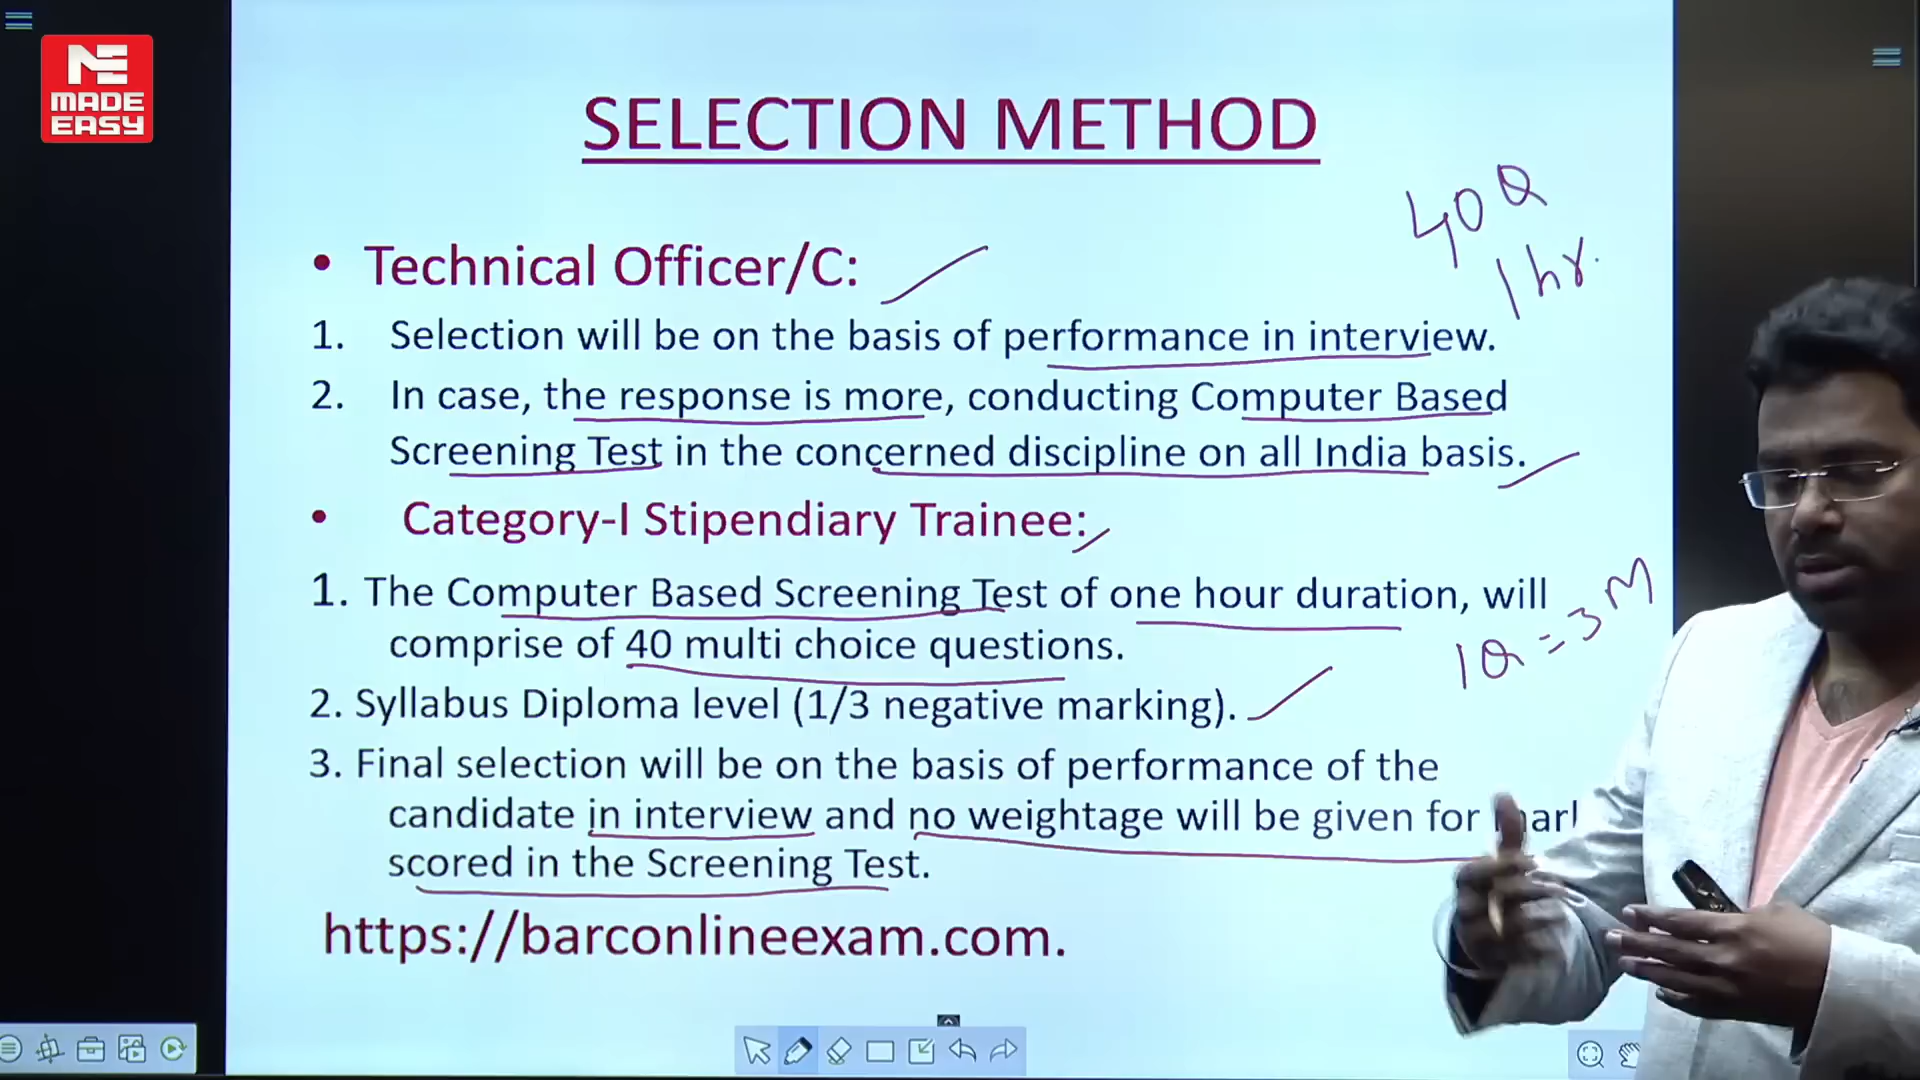 ME
MADE
EASY
SELECTION METHOD
40 Q
1 hr.
• Technical Officer/C:
1. Selection will be on the basis of performance in interview.
2. In case, the response is more, conducting Computer Based
Screening Test in the concerned discipline on all India basis.
• Category-I Stipendiary Trainee:
1. The Computer Based Screening Test of one hour duration, will
comprise of 40 multi choice questions.
1Q = 3M
2. Syllabus Diploma level (1/3 negative marking).
3. Final selection will be on the basis of performance of the
candidate in interview and no weightage will be given for
scored in the Screening Test.
https://barconlineexam.com.